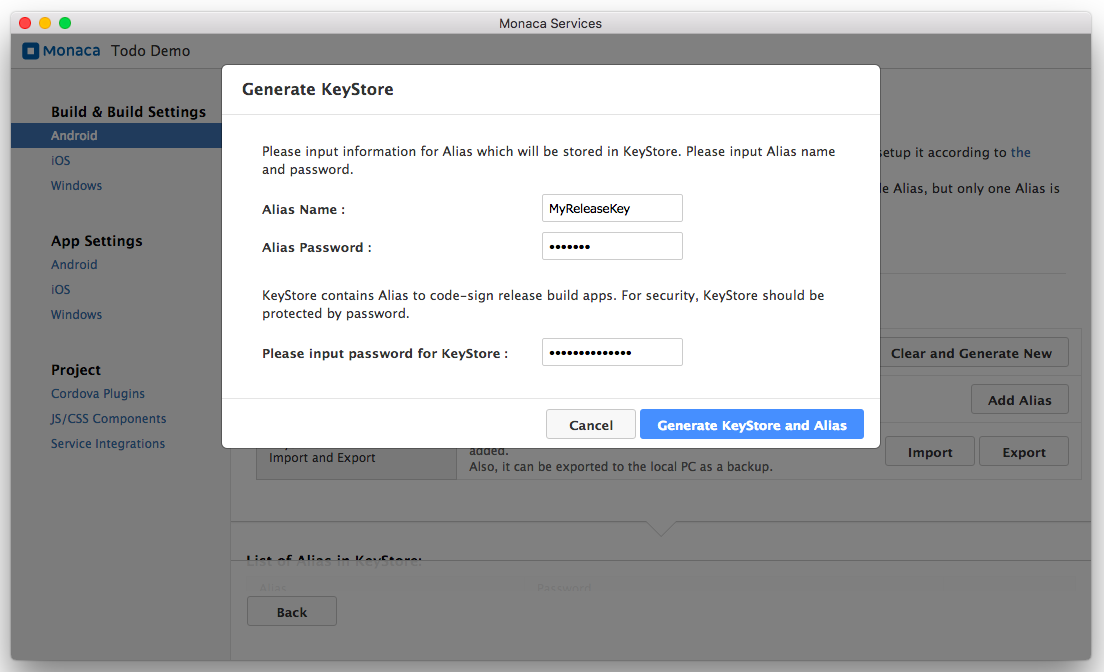 Monaca Services
Monaca Todo Demo
Build & Build Settings
Android
iOS
Windows
App Settings
Android
iOS
Windows
Project
Cordova Plugins
JS/CSS Components
Service Integrations
Generate KeyStore
Please input information for Alias which will be stored in KeyStore. Please input Alias name
and password.
Alias Name :
MyReleaseKey
Alias Password :
•••••••
KeyStore contains Alias to code-sign release build apps. For security, KeyStore should be
protected by password.
Please input password for KeyStore :
••••••••••••••
Cancel
Generate KeyStore and Alias
setup it according to the
Alias, but only one Alias is
Clear and Generate New
Add Alias
Import and Export
added.
Also, it can be exported to the local PC as a backup.
Import
Export
List of Alias in KeyStore:
Alias
Password
Back